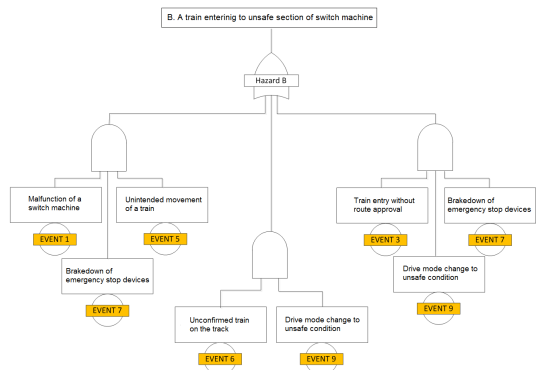 B. A train enterinig to unsafe section of switch machine
Hazard B
Malfunction of a
switch machine
EVENT 1
Unintended movement
of a train
EVENT 5
Brakedown of
emergency stop devices
EVENT 7
Train entry without
route approval
EVENT 3
Brakedown of
emergency stop devices
EVENT 7
Drive mode change to
unsafe condition
EVENT 9
Unconfirmed train
on the track
EVENT 6
Drive mode change to
unsafe condition
EVENT 9